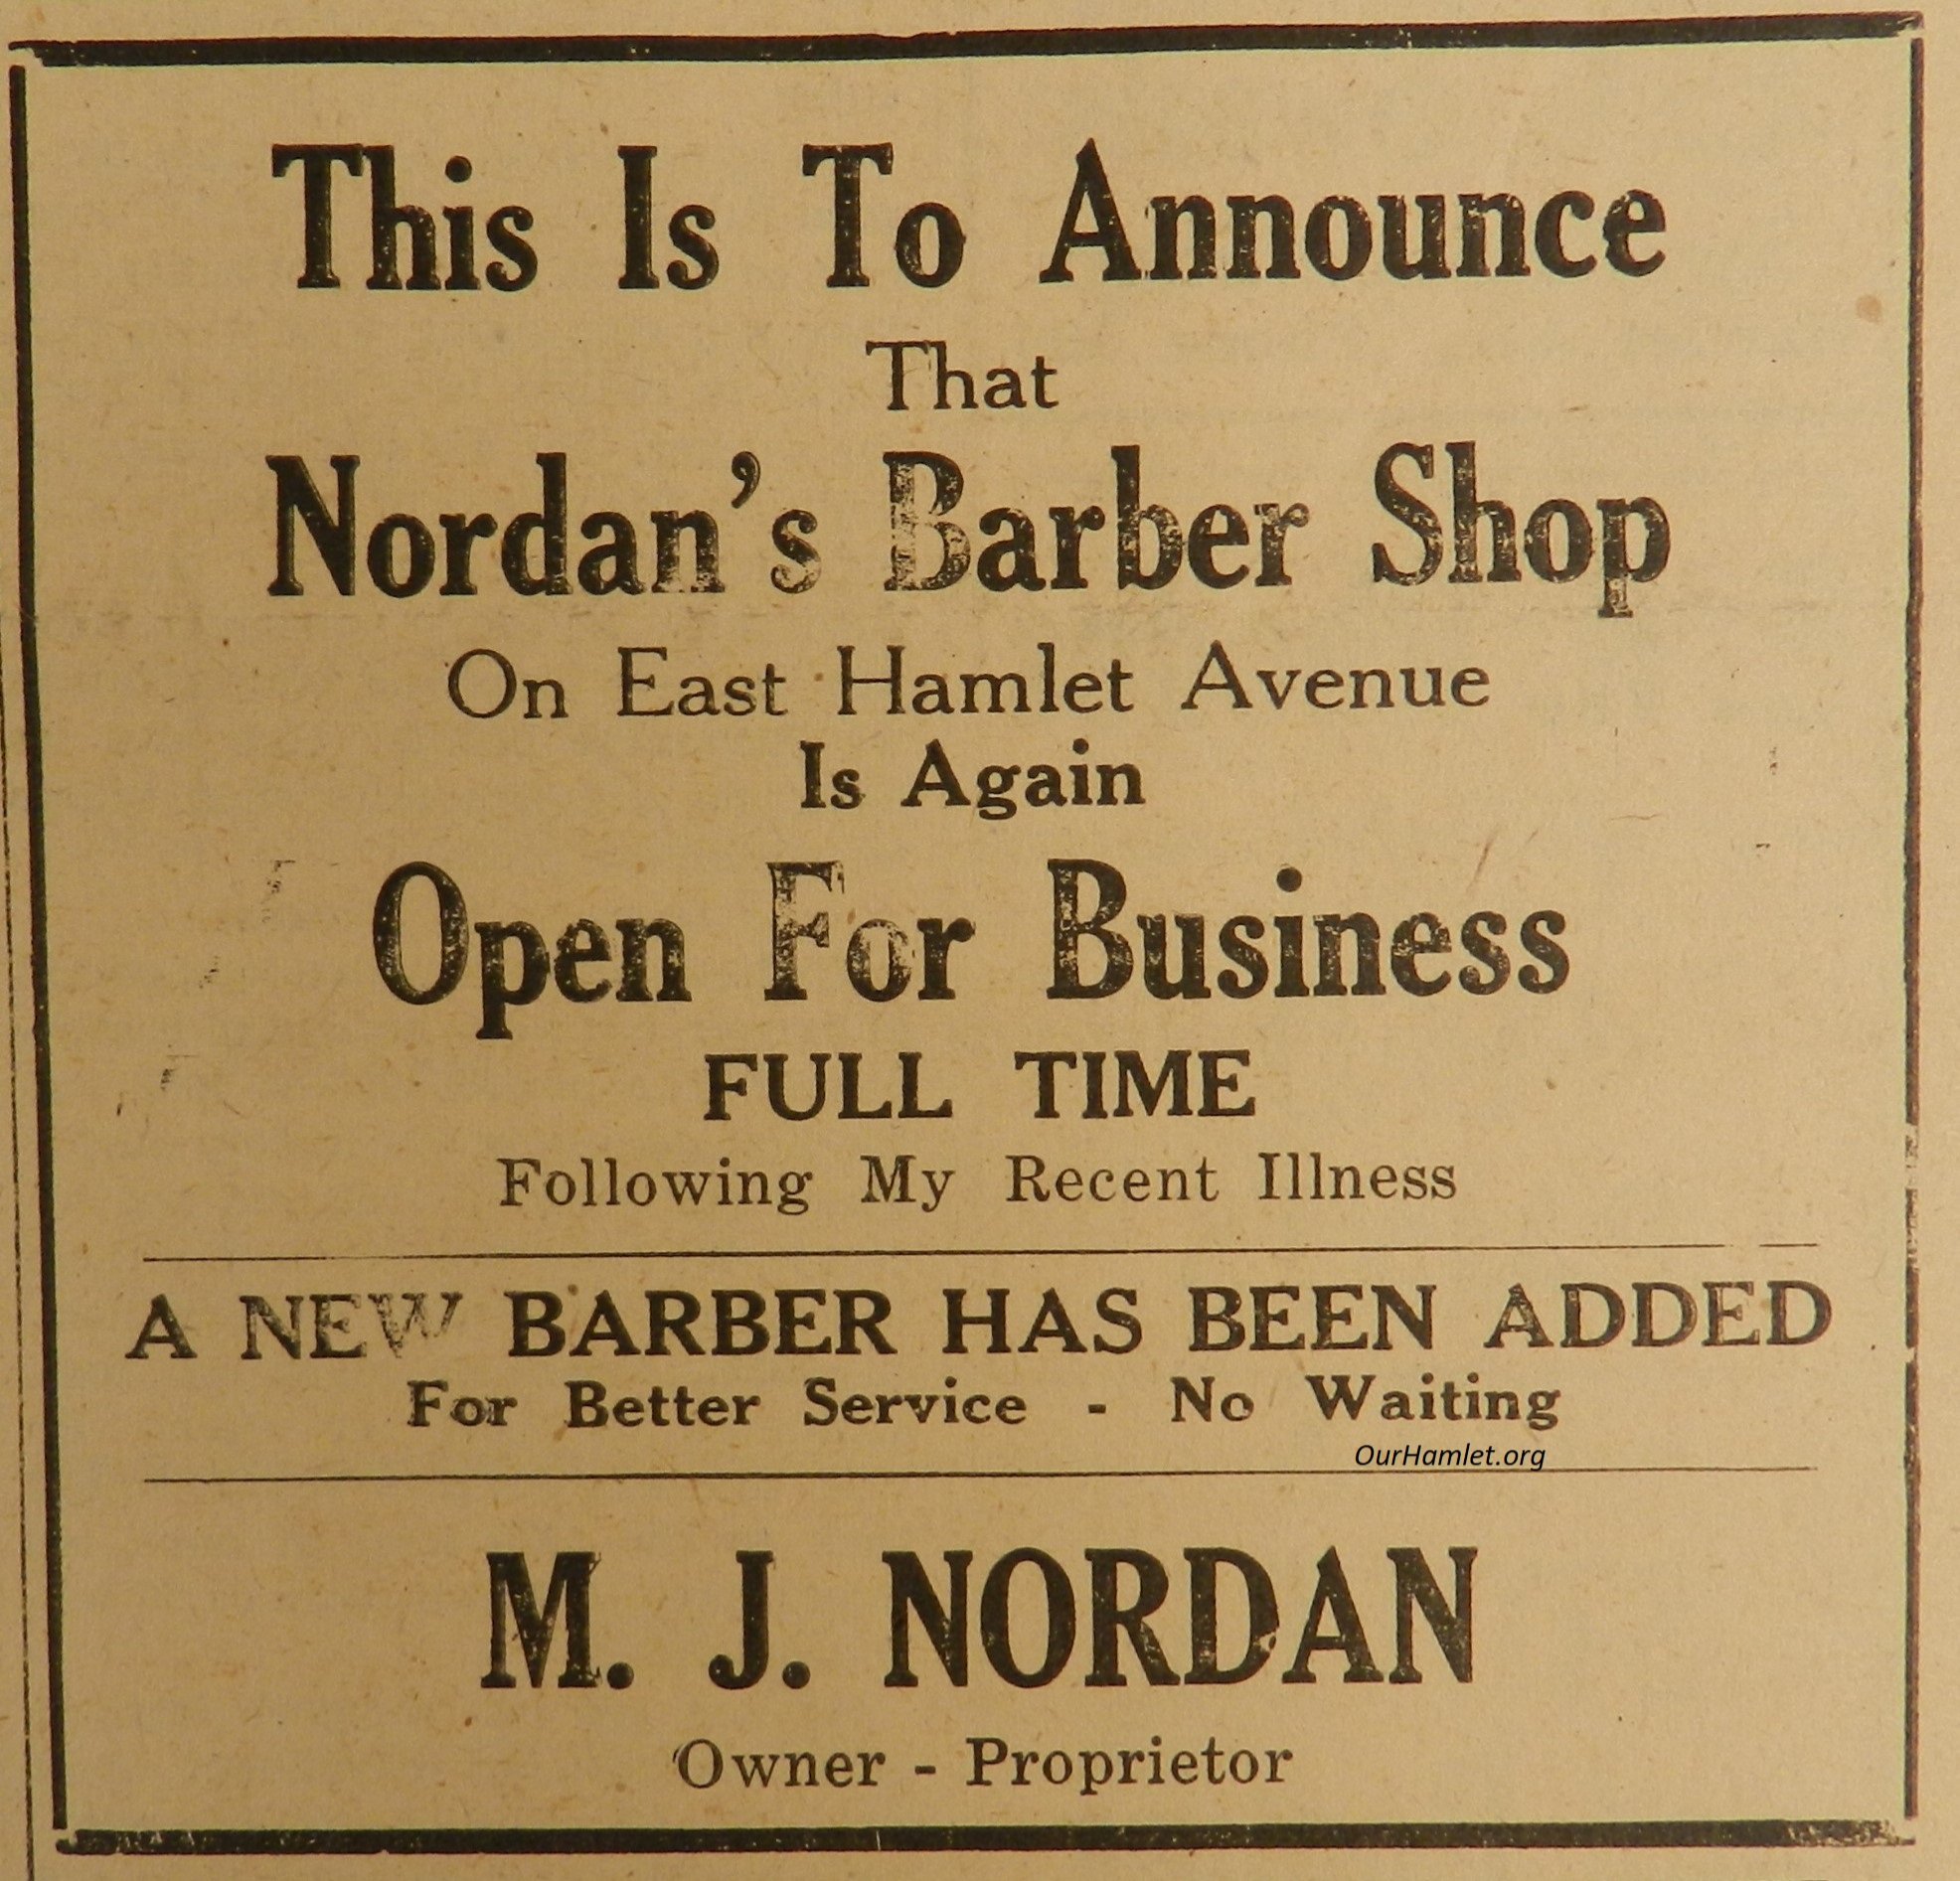 This Is To Announce
That
Nordan's Barber Shop
On East Hamlet Avenue
Is Again
Open For Business
FULL TIME
Following My Recent Illness
A NEW BARBER HAS BEEN ADDED
For Better Service - No Waiting
OurHamlet.org
M. J. NORDAN
Owner - Proprietor